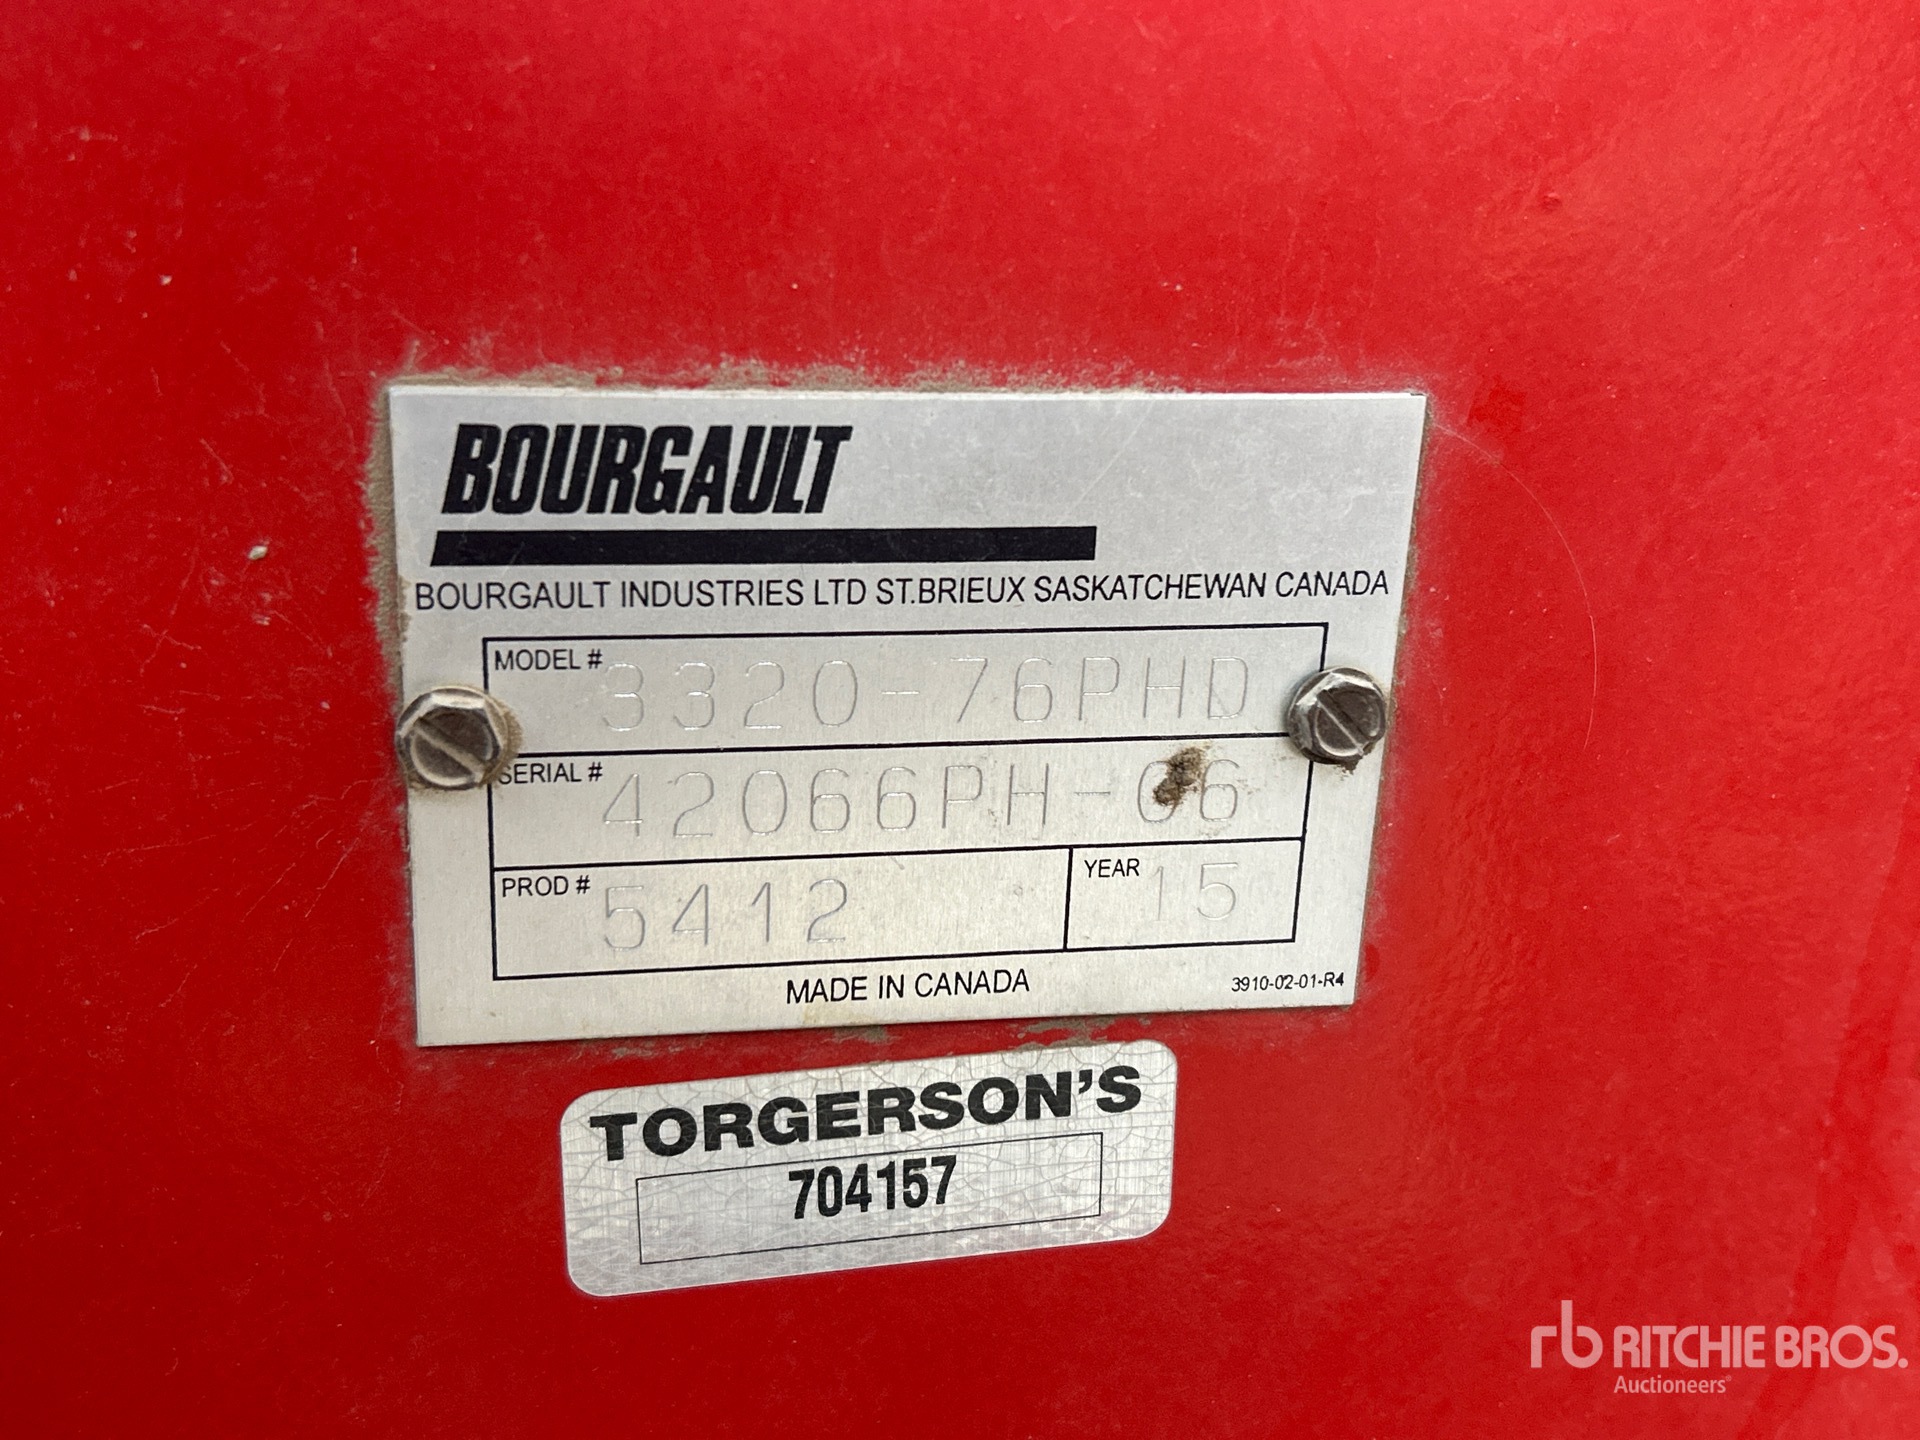 BOURGAULT
BOURGAULT INDUSTRIES LTD ST.BRIEUX SASKATCHEWAN CANADA
MODEL # 3320-76PHD
SERIAL # 42066PH-06
PROD # 5412 YEAR 15
MADE IN CANADA 3910-02-01-R4
TORGERSON'S
704157
rb RITCHIE BROS.
Auctioneers